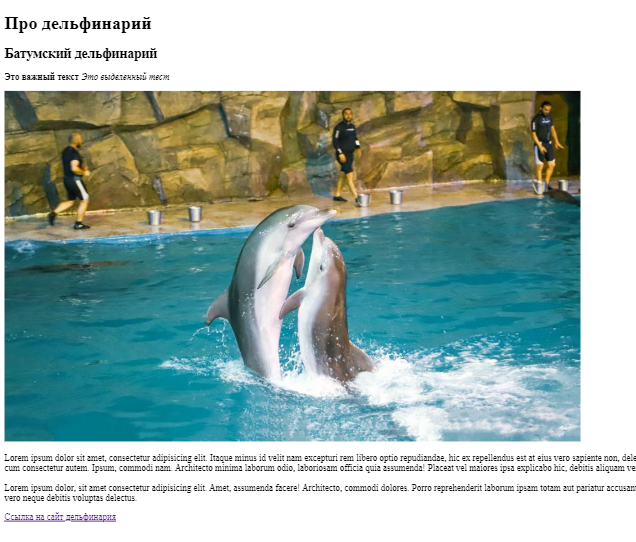 Про дельфинарий
Батумский дельфинарий
Это важный текст Это выделенный тест
Lorem ipsum dolor sit amet, consectetur adipisicing elit. Itaque minus id velit nam excepturi rem libero optio repudiandae, hic ex repellendus est at eius vero sapiente non, dele
cum consectetur autem. Ipsum, commodi nam. Architecto minima laborum odio, laboriosam officia quia assumenda! Placeat vel maiores ipsa explicabo hic, debitis aliquam ve
Lorem ipsum dolor, sit amet consectetur adipisicing elit. Amet, assumenda facere! Architecto, commodi dolores. Porro reprehenderit laborum ipsam totam aut pariatur accusant
vero neque debitis voluptas delectus.
Ссылка на сайт дельфинария